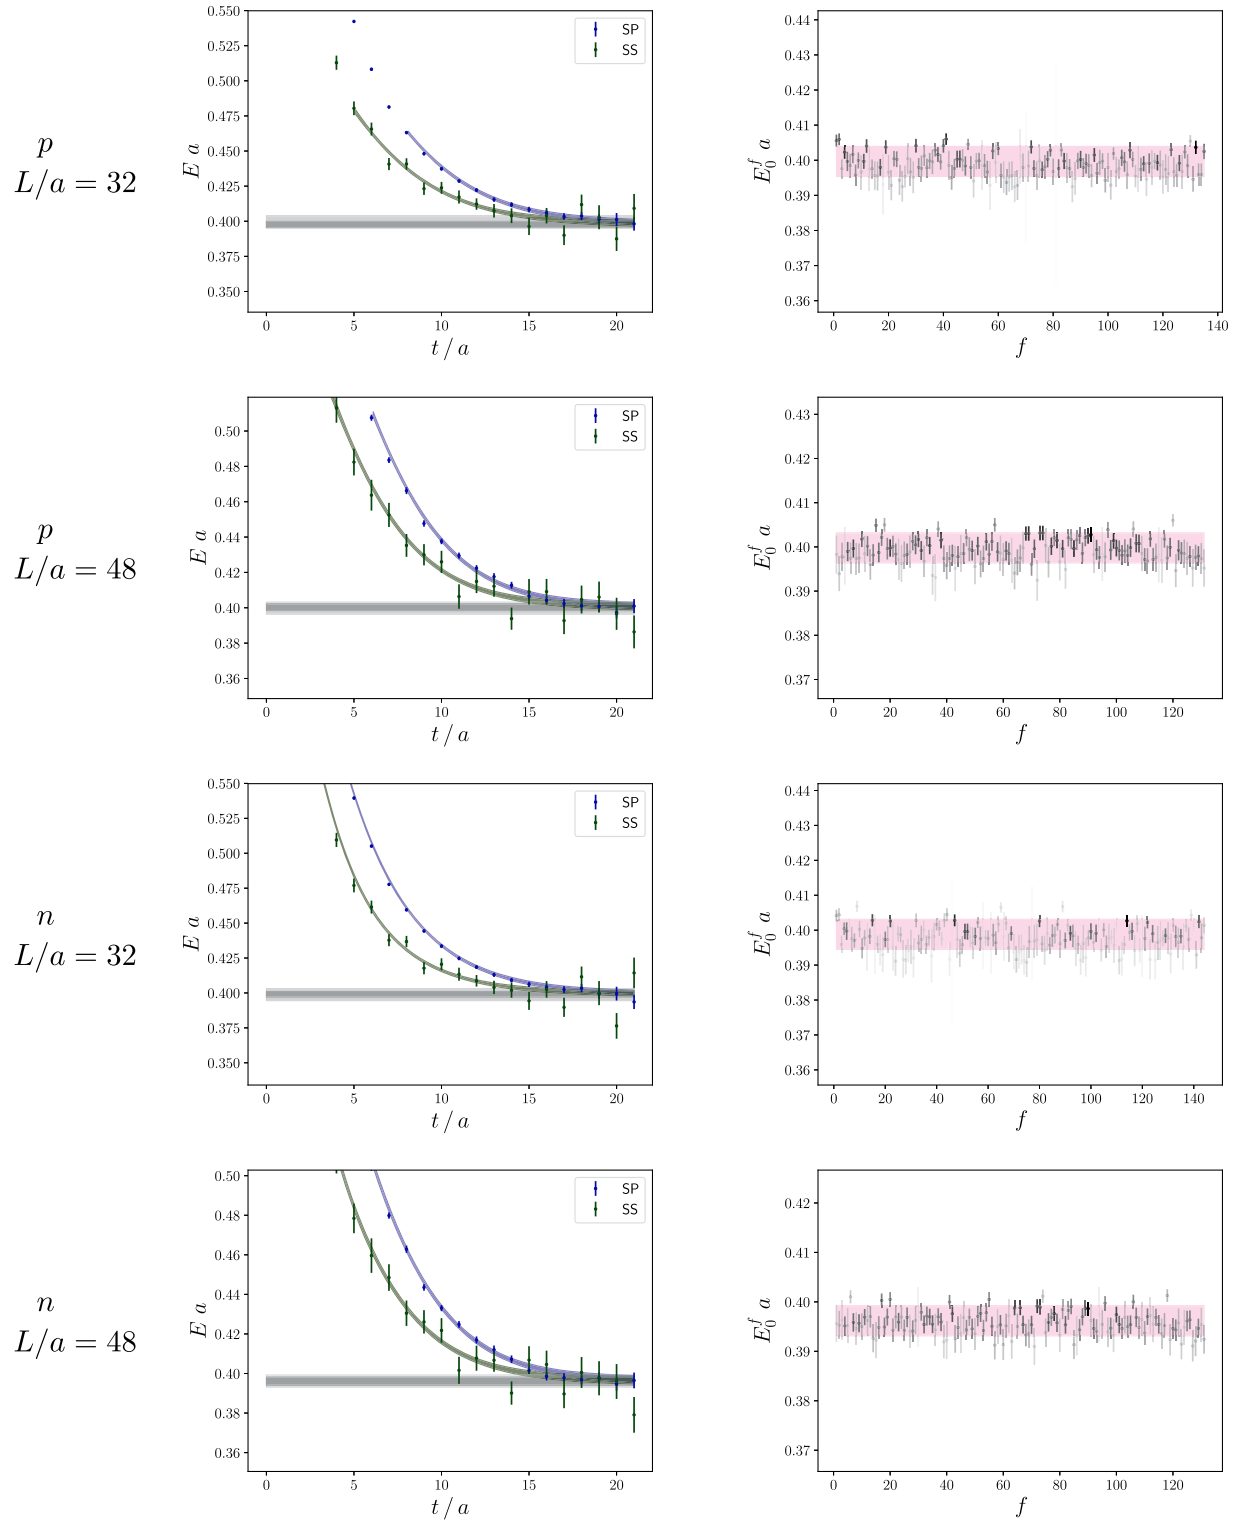 p
L/a = 32
0.550
0.525
0.500
0.475
0.450
0.425
0.400
0.375
0.350
E a
SP
SS
0 5 10 15 20
t / a
0.44
0.43
0.42
0.41
0.40
0.39
0.38
0.37
0.36
E_0^f a
0 20 40 60 80 100 120 140
f
p
L/a = 48
0.50
0.48
0.46
0.44
0.42
0.40
0.38
0.36
E a
SP
SS
0 5 10 15 20
t / a
0.43
0.42
0.41
0.40
0.39
0.38
0.37
E_0^f a
0 20 40 60 80 100 120
f
n
L/a = 32
0.550
0.525
0.500
0.475
0.450
0.425
0.400
0.375
0.350
E a
SP
SS
0 5 10 15 20
t / a
0.44
0.43
0.42
0.41
0.40
0.39
0.38
0.37
0.36
E_0^f a
0 20 40 60 80 100 120 140
f
n
L/a = 48
0.50
0.48
0.46
0.44
0.42
0.40
0.38
0.36
E a
SP
SS
0 5 10 15 20
t / a
0.42
0.41
0.40
0.39
0.38
0.37
E_0^f a
0 20 40 60 80 100 120
f